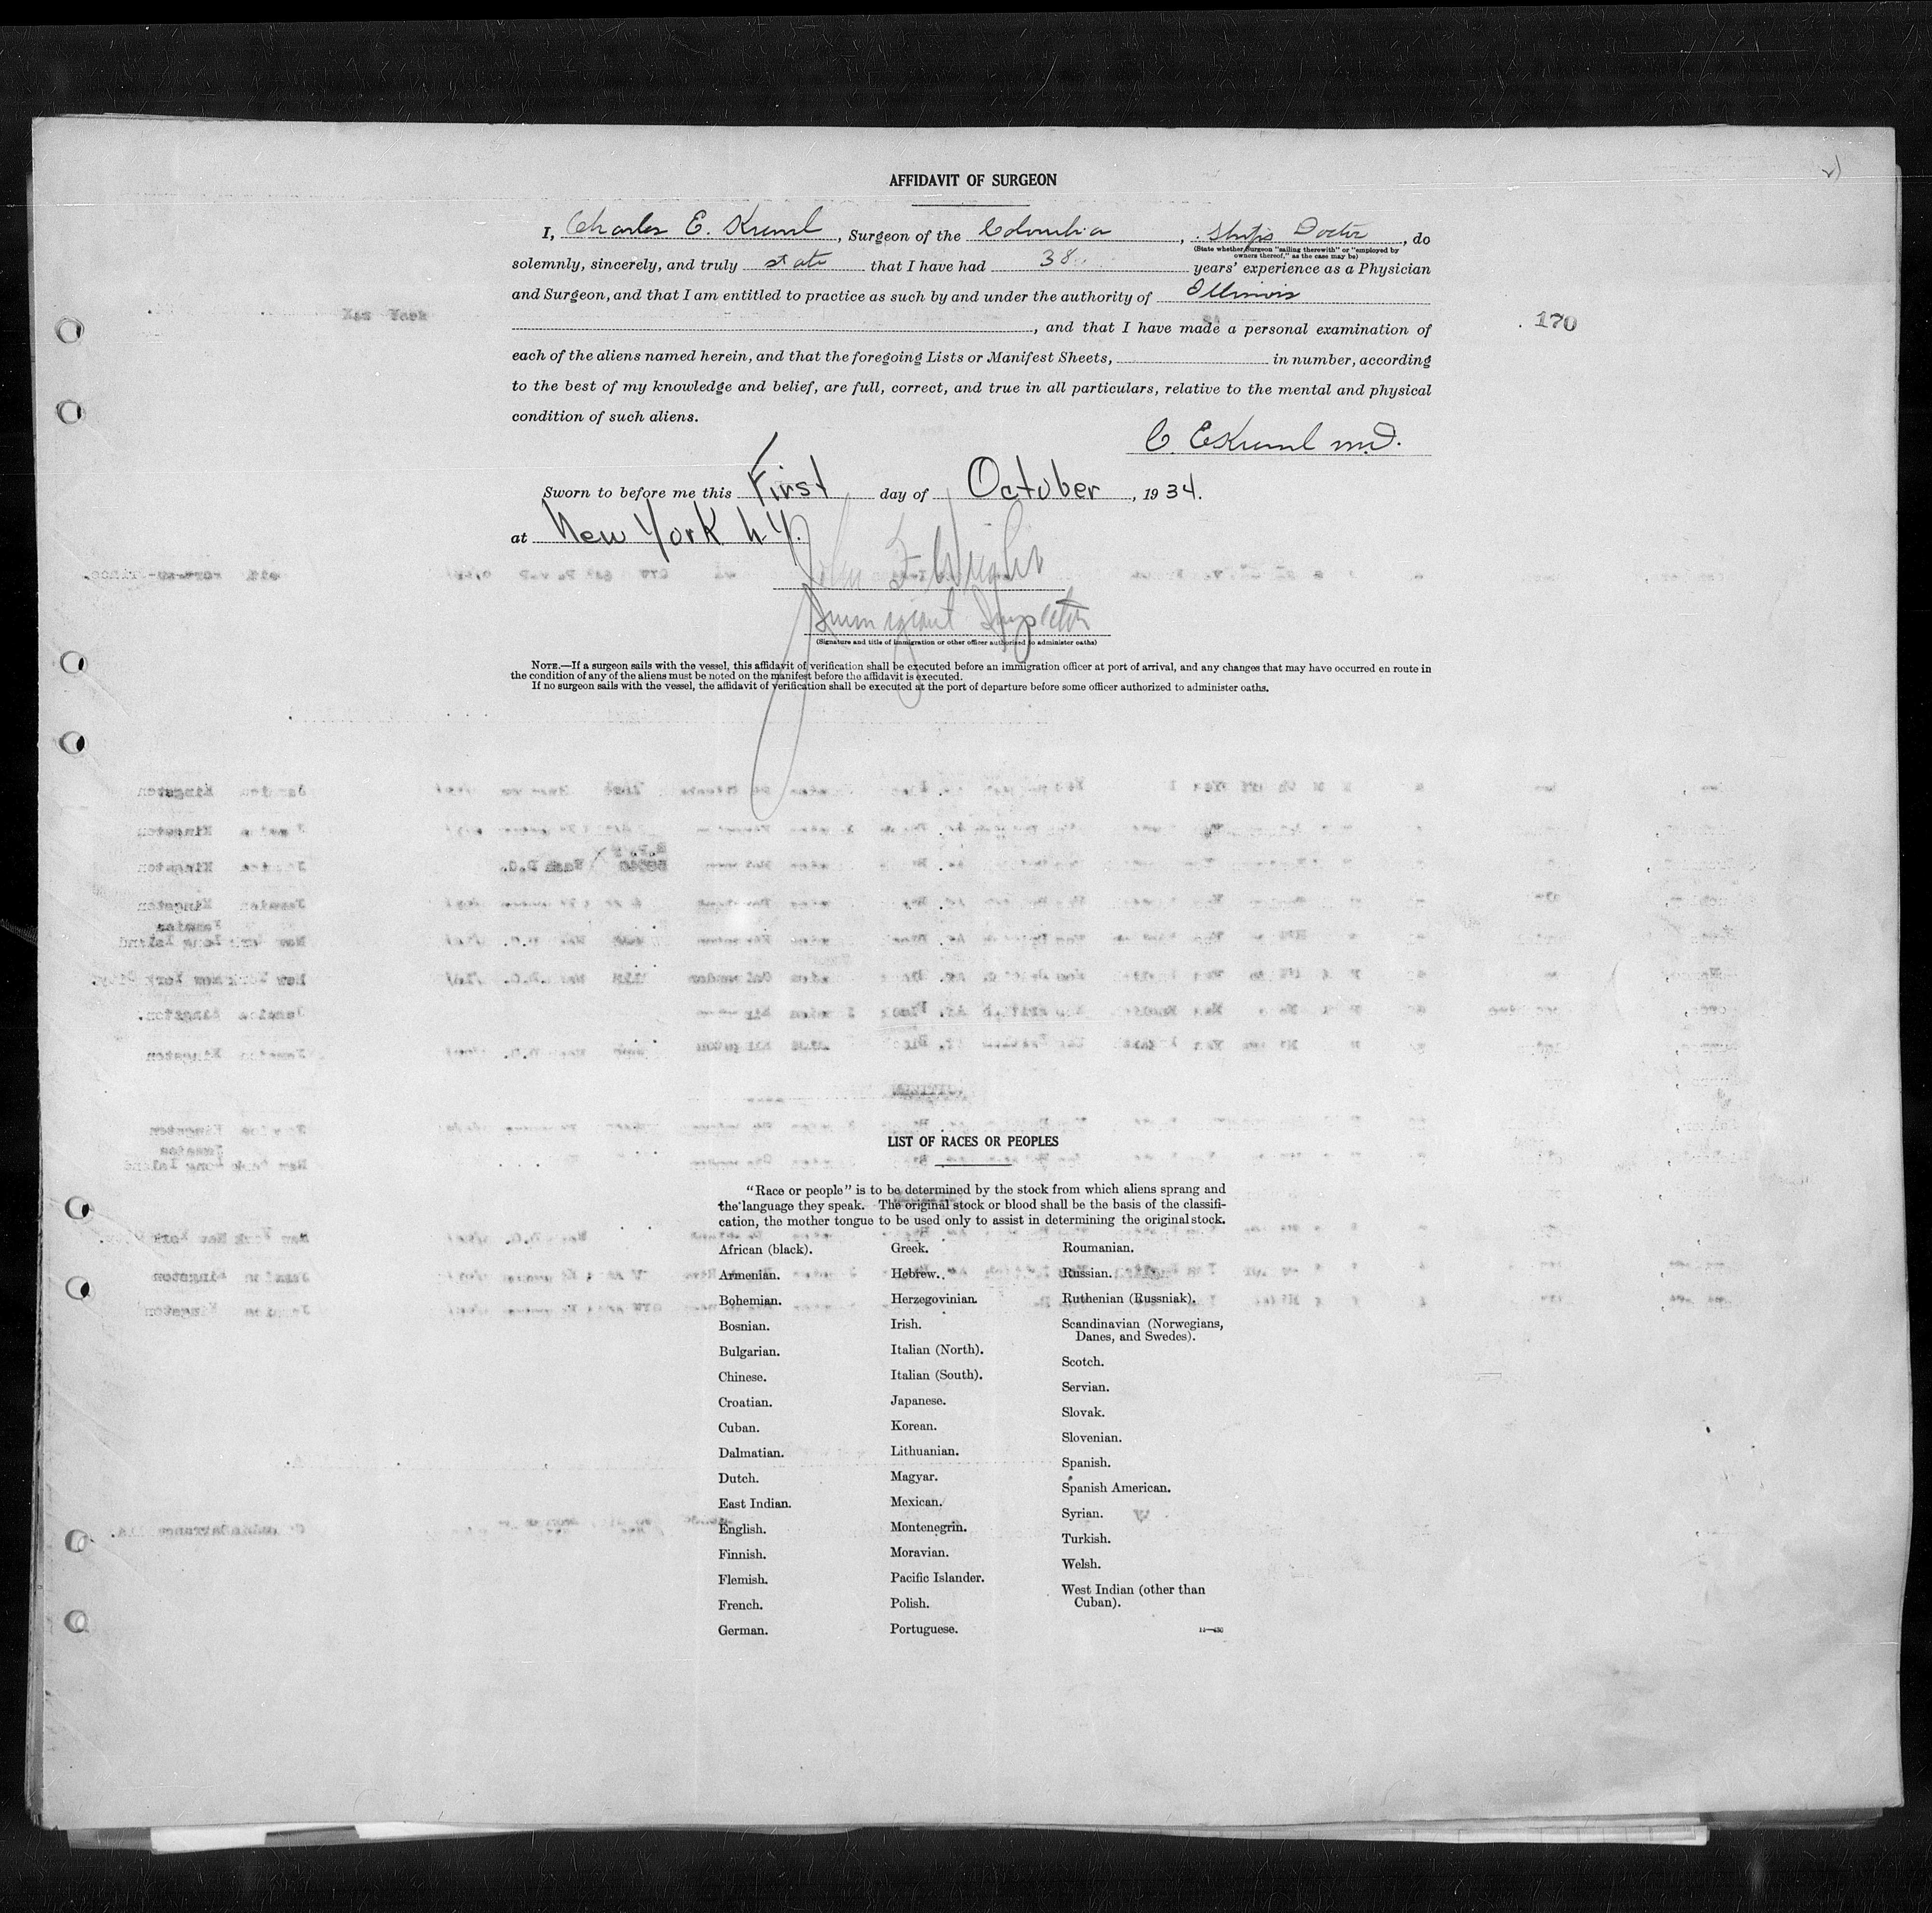 AFFIDAVIT OF SURGEON
I, Charles E. Kreml, Surgeon of the Columbia, Ship's Doctor, do
(State whether Surgeon "sailing therewith" or "employed by
owners thereof," as the case may be)
solemnly, sincerely, and truly state that I have had 38 years' experience as a Physician
and Surgeon, and that I am entitled to practice as such by and under the authority of Illinois
New York
, and that I have made a personal examination of
170
each of the aliens named herein, and that the foregoing Lists or Manifest Sheets, in number, according
to the best of my knowledge and belief, are full, correct, and true in all particulars, relative to the mental and physical
condition of such aliens.
C. E Kreml M.D.
Sworn to before me this First day of October, 1934.
at New York N.Y.
John F Wright
Immigrant Inspector
(Signature and title of immigration or other officer authorized to administer oaths)
NOTE.—If a surgeon sails with the vessel, this affidavit of verification shall be executed before an immigration officer at port of arrival, and any changes that may have occurred en route in
the condition of any of the aliens must be noted on the manifest before the affidavit is executed.
If no surgeon sails with the vessel, the affidavit of verification shall be executed at the port of departure before some officer authorized to administer oaths.
LIST OF RACES OR PEOPLES
"Race or people" is to be determined by the stock from which aliens sprang and
the language they speak. The original stock or blood shall be the basis of the classifi-
cation, the mother tongue to be used only to assist in determining the original stock.
African (black).
Armenian.
Bohemian.
Bosnian.
Bulgarian.
Chinese.
Croatian.
Cuban.
Dalmatian.
Dutch.
East Indian.
English.
Finnish.
Flemish.
French.
German.
Greek.
Hebrew.
Herzegovinian.
Irish.
Italian (North).
Italian (South).
Japanese.
Korean.
Lithuanian.
Magyar.
Mexican.
Montenegrin.
Moravian.
Pacific Islander.
Polish.
Portuguese.
Roumanian.
Russian.
Ruthenian (Russniak).
Scandinavian (Norwegians,
Danes, and Swedes).
Scotch.
Servian.
Slovak.
Slovenian.
Spanish.
Spanish American.
Syrian.
Turkish.
Welsh.
West Indian (other than
Cuban).